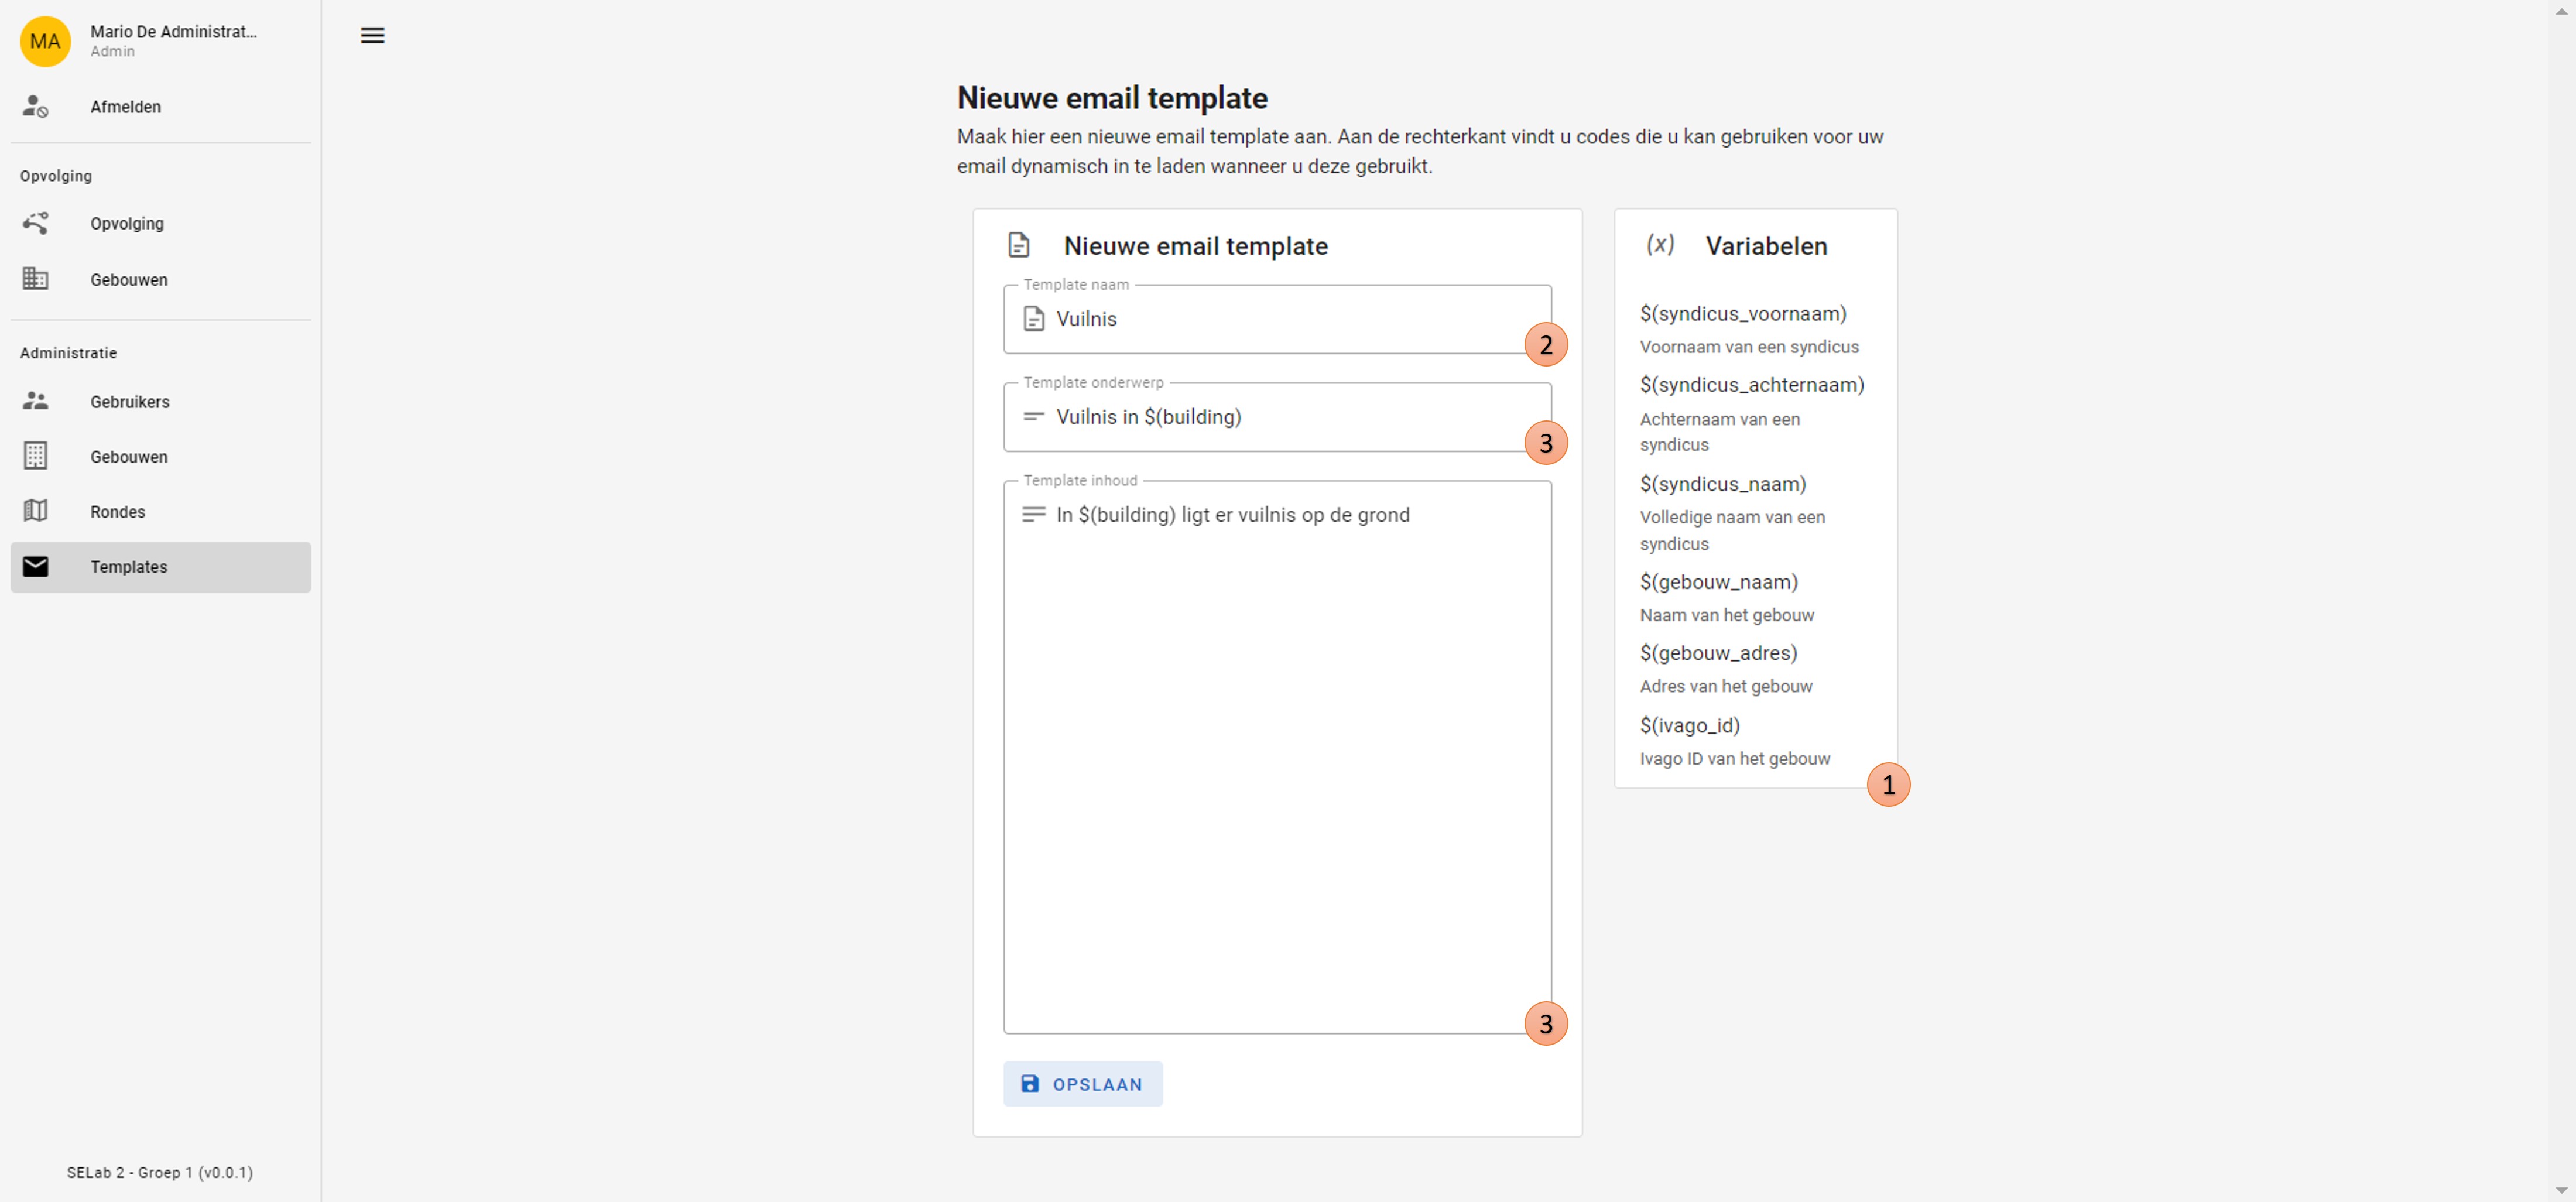 MA
Mario De Administrat...
Admin
Afmelden
Opvolging
Opvolging
Gebouwen
Administratie
Gebruikers
Gebouwen
Rondes
Templates
SELab 2 - Groep 1 (v0.0.1)
Nieuwe email template
Maak hier een nieuwe email template aan. Aan de rechterkant vindt u codes die u kan gebruiken voor uw
email dynamisch in te laden wanneer u deze gebruikt.
Nieuwe email template
Template naam
Vuilnis
2
Template onderwerp
Vuilnis in $(building)
3
Template inhoud
In $(building) ligt er vuilnis op de grond
3
OPSLAAN
(x) Variabelen
$(syndicus_voornaam)
Voornaam van een syndicus
$(syndicus_achternaam)
Achternaam van een
syndicus
$(syndicus_naam)
Volledige naam van een
syndicus
$(gebouw_naam)
Naam van het gebouw
$(gebouw_adres)
Adres van het gebouw
$(ivago_id)
Ivago ID van het gebouw
1